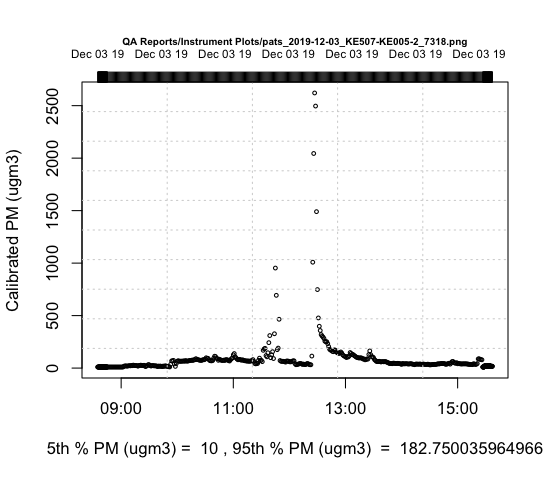 QA Reports/Instrument Plots/pats_2019-12-03_KE507-KE005-2_7318.png
Dec 03 19 Dec 03 19 Dec 03 19 Dec 03 19 Dec 03 19 Dec 03 19 Dec 03 19
Calibrated PM (ugm3)
2500
2000
1500
1000
500
0
09:00 11:00 13:00 15:00
5th % PM (ugm3) = 10 , 95th % PM (ugm3) = 182.750035964966